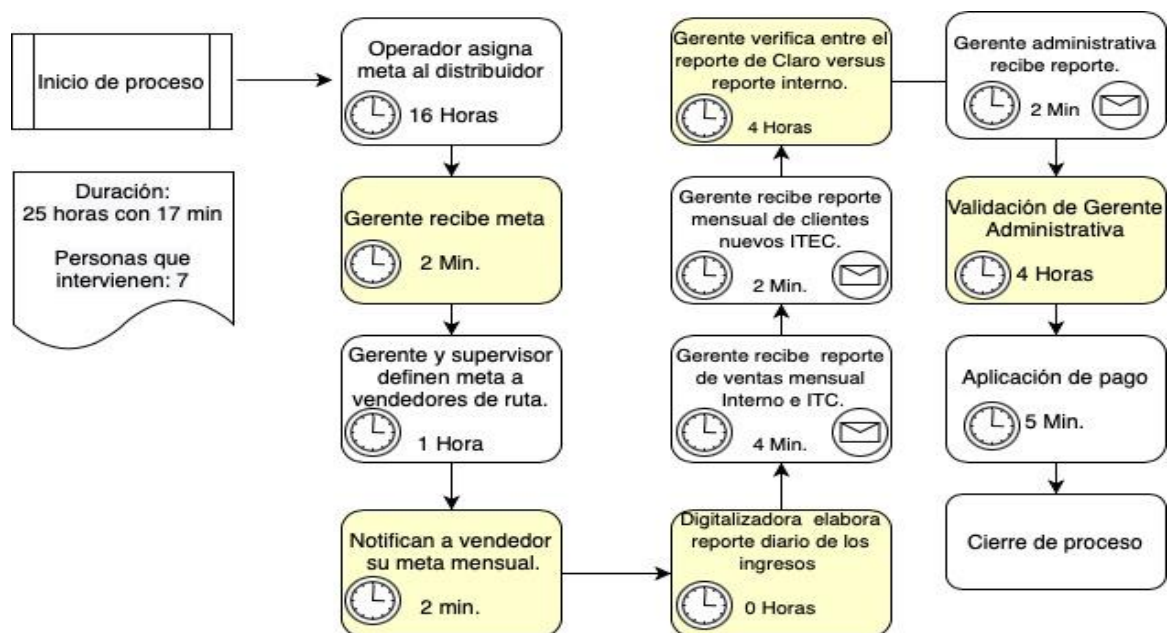 Inicio de proceso
Duración:
25 horas con 17 min
Personas que
intervienen: 7
Operador asigna
meta al distribuidor
16 Horas
Gerente recibe meta
2 Min.
Gerente y supervisor
definen meta a
vendedores de ruta.
1 Hora
Notifican a vendedor
su meta mensual.
2 min.
Digitalizadora elabora
reporte diario de los
ingresos
0 Horas
Gerente recibe reporte
de ventas mensual
Interno e ITC.
4 Min.
Gerente recibe reporte
mensual de clientes
nuevos ITEC.
2 Min.
Gerente verifica entre el
reporte de Claro versus
reporte interno.
4 Horas
Gerente administrativa
recibe reporte.
2 Min
Validación de Gerente
Administrativa
4 Horas
Aplicación de pago
5 Min.
Cierre de proceso